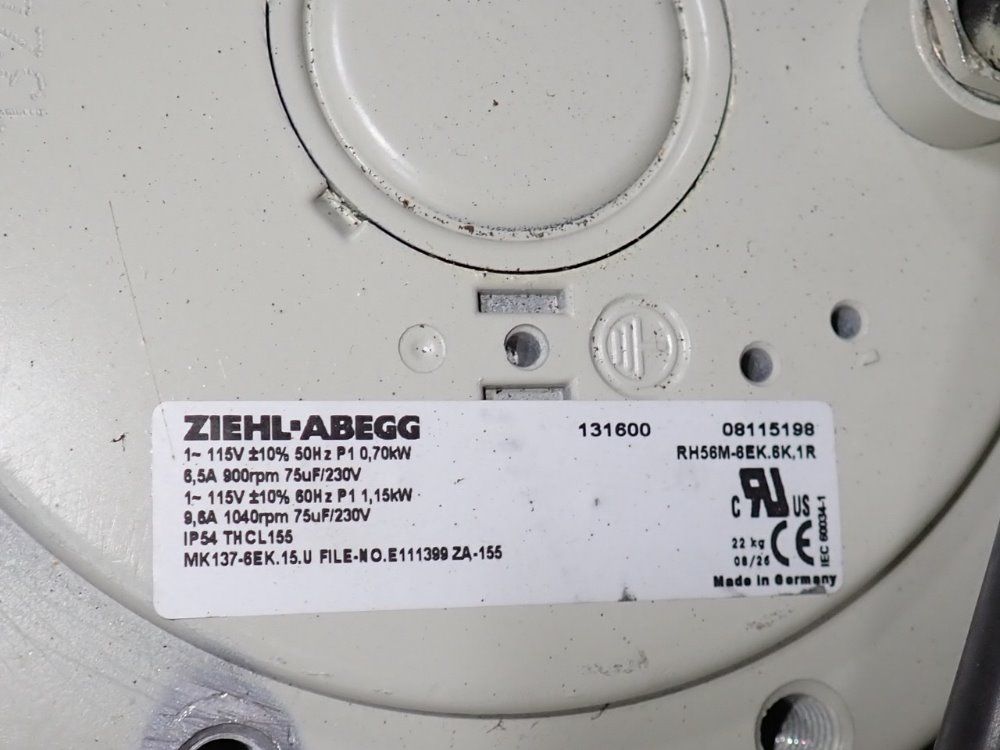 ZIEHL-ABEGG 131600 08115198
1~ 115V ±10% 50Hz P1 0,70kW RH56M-6EK.6K,1R
6,5A 900rpm 75uF/230V
1~ 115V ±10% 60Hz P1 1,15kW
9,6A 1040rpm 75uF/230V
IP54 THCL155
MK137-6EK.15.U FILE-NO.E111399 ZA-155
C RU US
22 kg CE
08/26
IEC 60034-1
Made in Germany